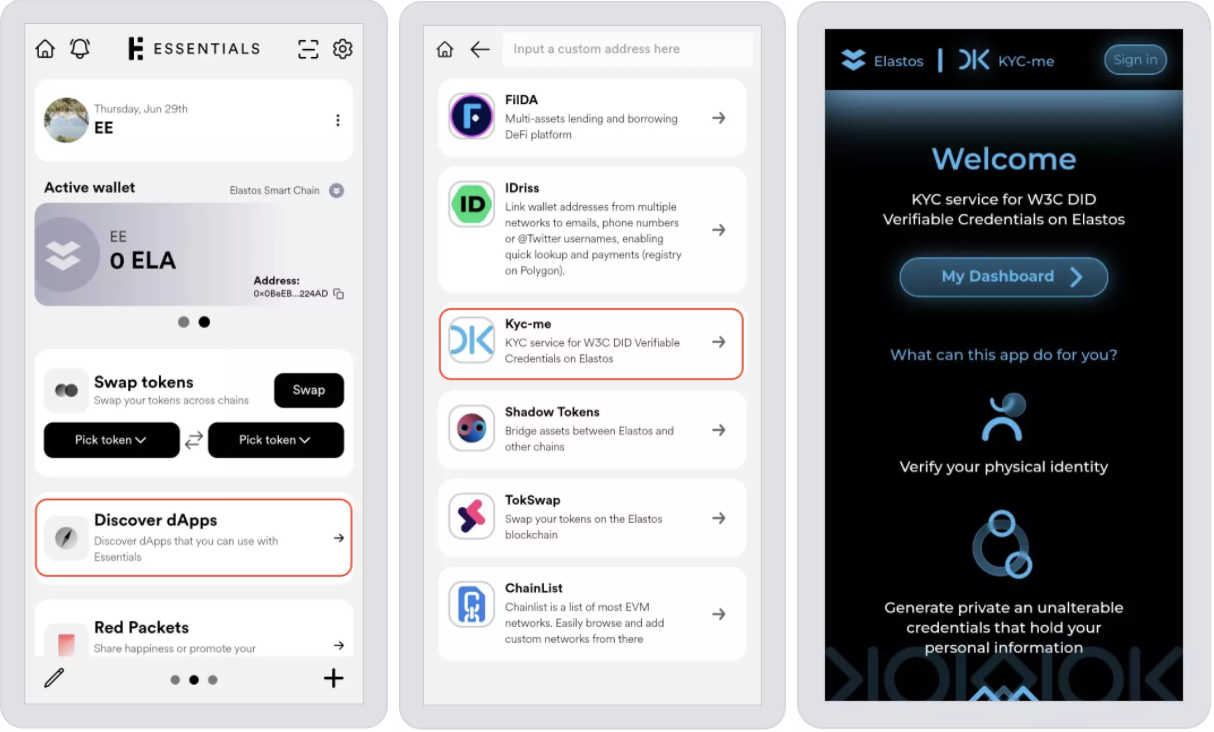 ESSENTIALS
Thursday, Jun 29th
EE
Active wallet
Elastos Smart Chain
EE
0 ELA
Address:
0x0BeEB...224AD
Swap tokens
Swap your tokens across chains
Swap
Pick token
Pick token
Discover dApps
Discover dApps that you can use with
Essentials
Red Packets
Share happiness or promote your
Input a custom address here
FilDA
Multi-assets lending and borrowing
DeFi platform
ID
IDriss
Link wallet addresses from multiple
networks to emails, phone numbers
or @Twitter usernames, enabling
quick lookup and payments (registry
on Polygon).
Kyc-me
KYC service for W3C DID Verifiable
Credentials on Elastos
Shadow Tokens
Bridge assets between Elastos and
other chains
TokSwap
Swap your tokens on the Elastos
blockchain
ChainList
Chainlist is a list of most EVM
networks. Easily browse and add
custom networks from there
Elastos | KYC-me
Sign in
Welcome
KYC service for W3C DID
Verifiable Credentials on Elastos
My Dashboard
What can this app do for you?
Verify your physical identity
Generate private an unalterable
credentials that hold your
personal information